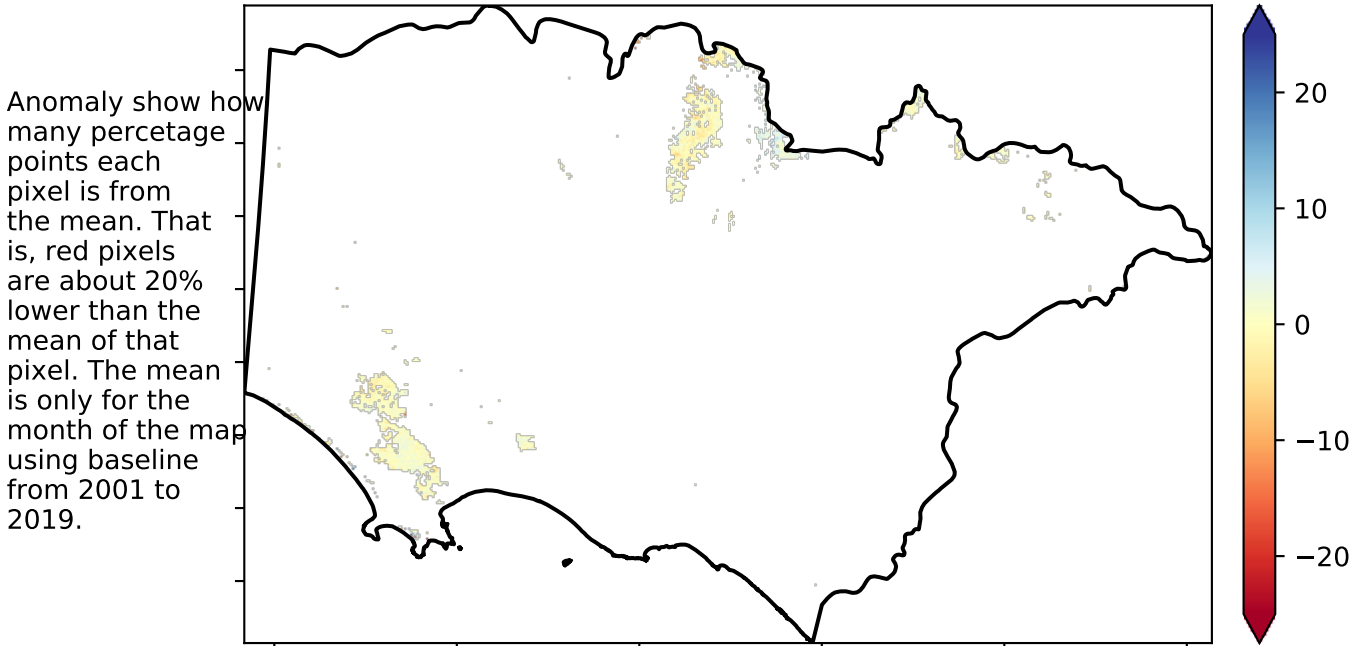 Anomaly show how
many percetage
points each
pixel is from
the mean. That
is, red pixels
are about 20%
lower than the
mean of that
pixel. The mean
is only for the
month of the map
using baseline
from 2001 to
2019.
20
10
0
−10
−20